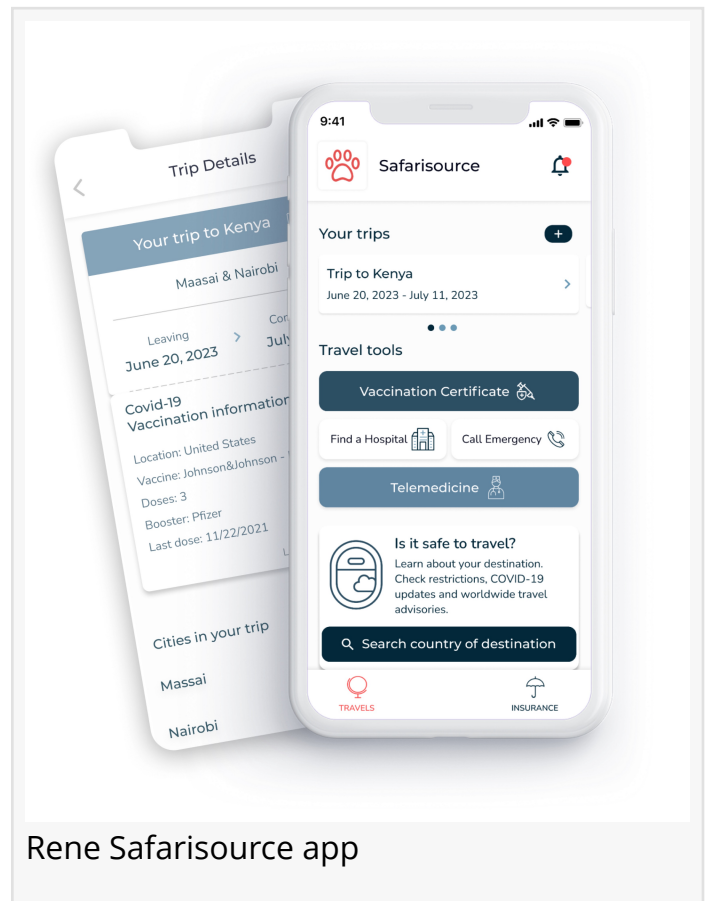 Trip Details
Your trip to Kenya
Maasai & Nairobi
Leaving
June 20, 2023
Covid-19
Vaccination information
Location: United States
Vaccine: Johnson&Johnson -
Doses: 3
Booster: Pfizer
Last dose: 11/22/2021
Cities in your trip
Massai
Nairobi
9:41
Safarisource
Your trips
+
Trip to Kenya
June 20, 2023 - July 11, 2023
Travel tools
Vaccination Certificate
Find a Hospital
Call Emergency
Telemedicine
Is it safe to travel?
Learn about your destination.
Check restrictions, COVID-19
updates and worldwide travel
advisories.
Search country of destination
TRAVELS
INSURANCE
Rene Safarisource app